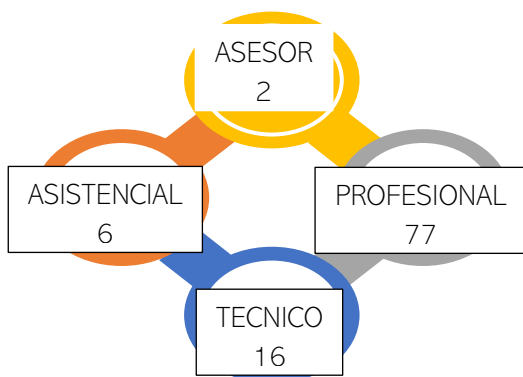 ASESOR
2
ASISTENCIAL
6
PROFESIONAL
77
TECNICO
16